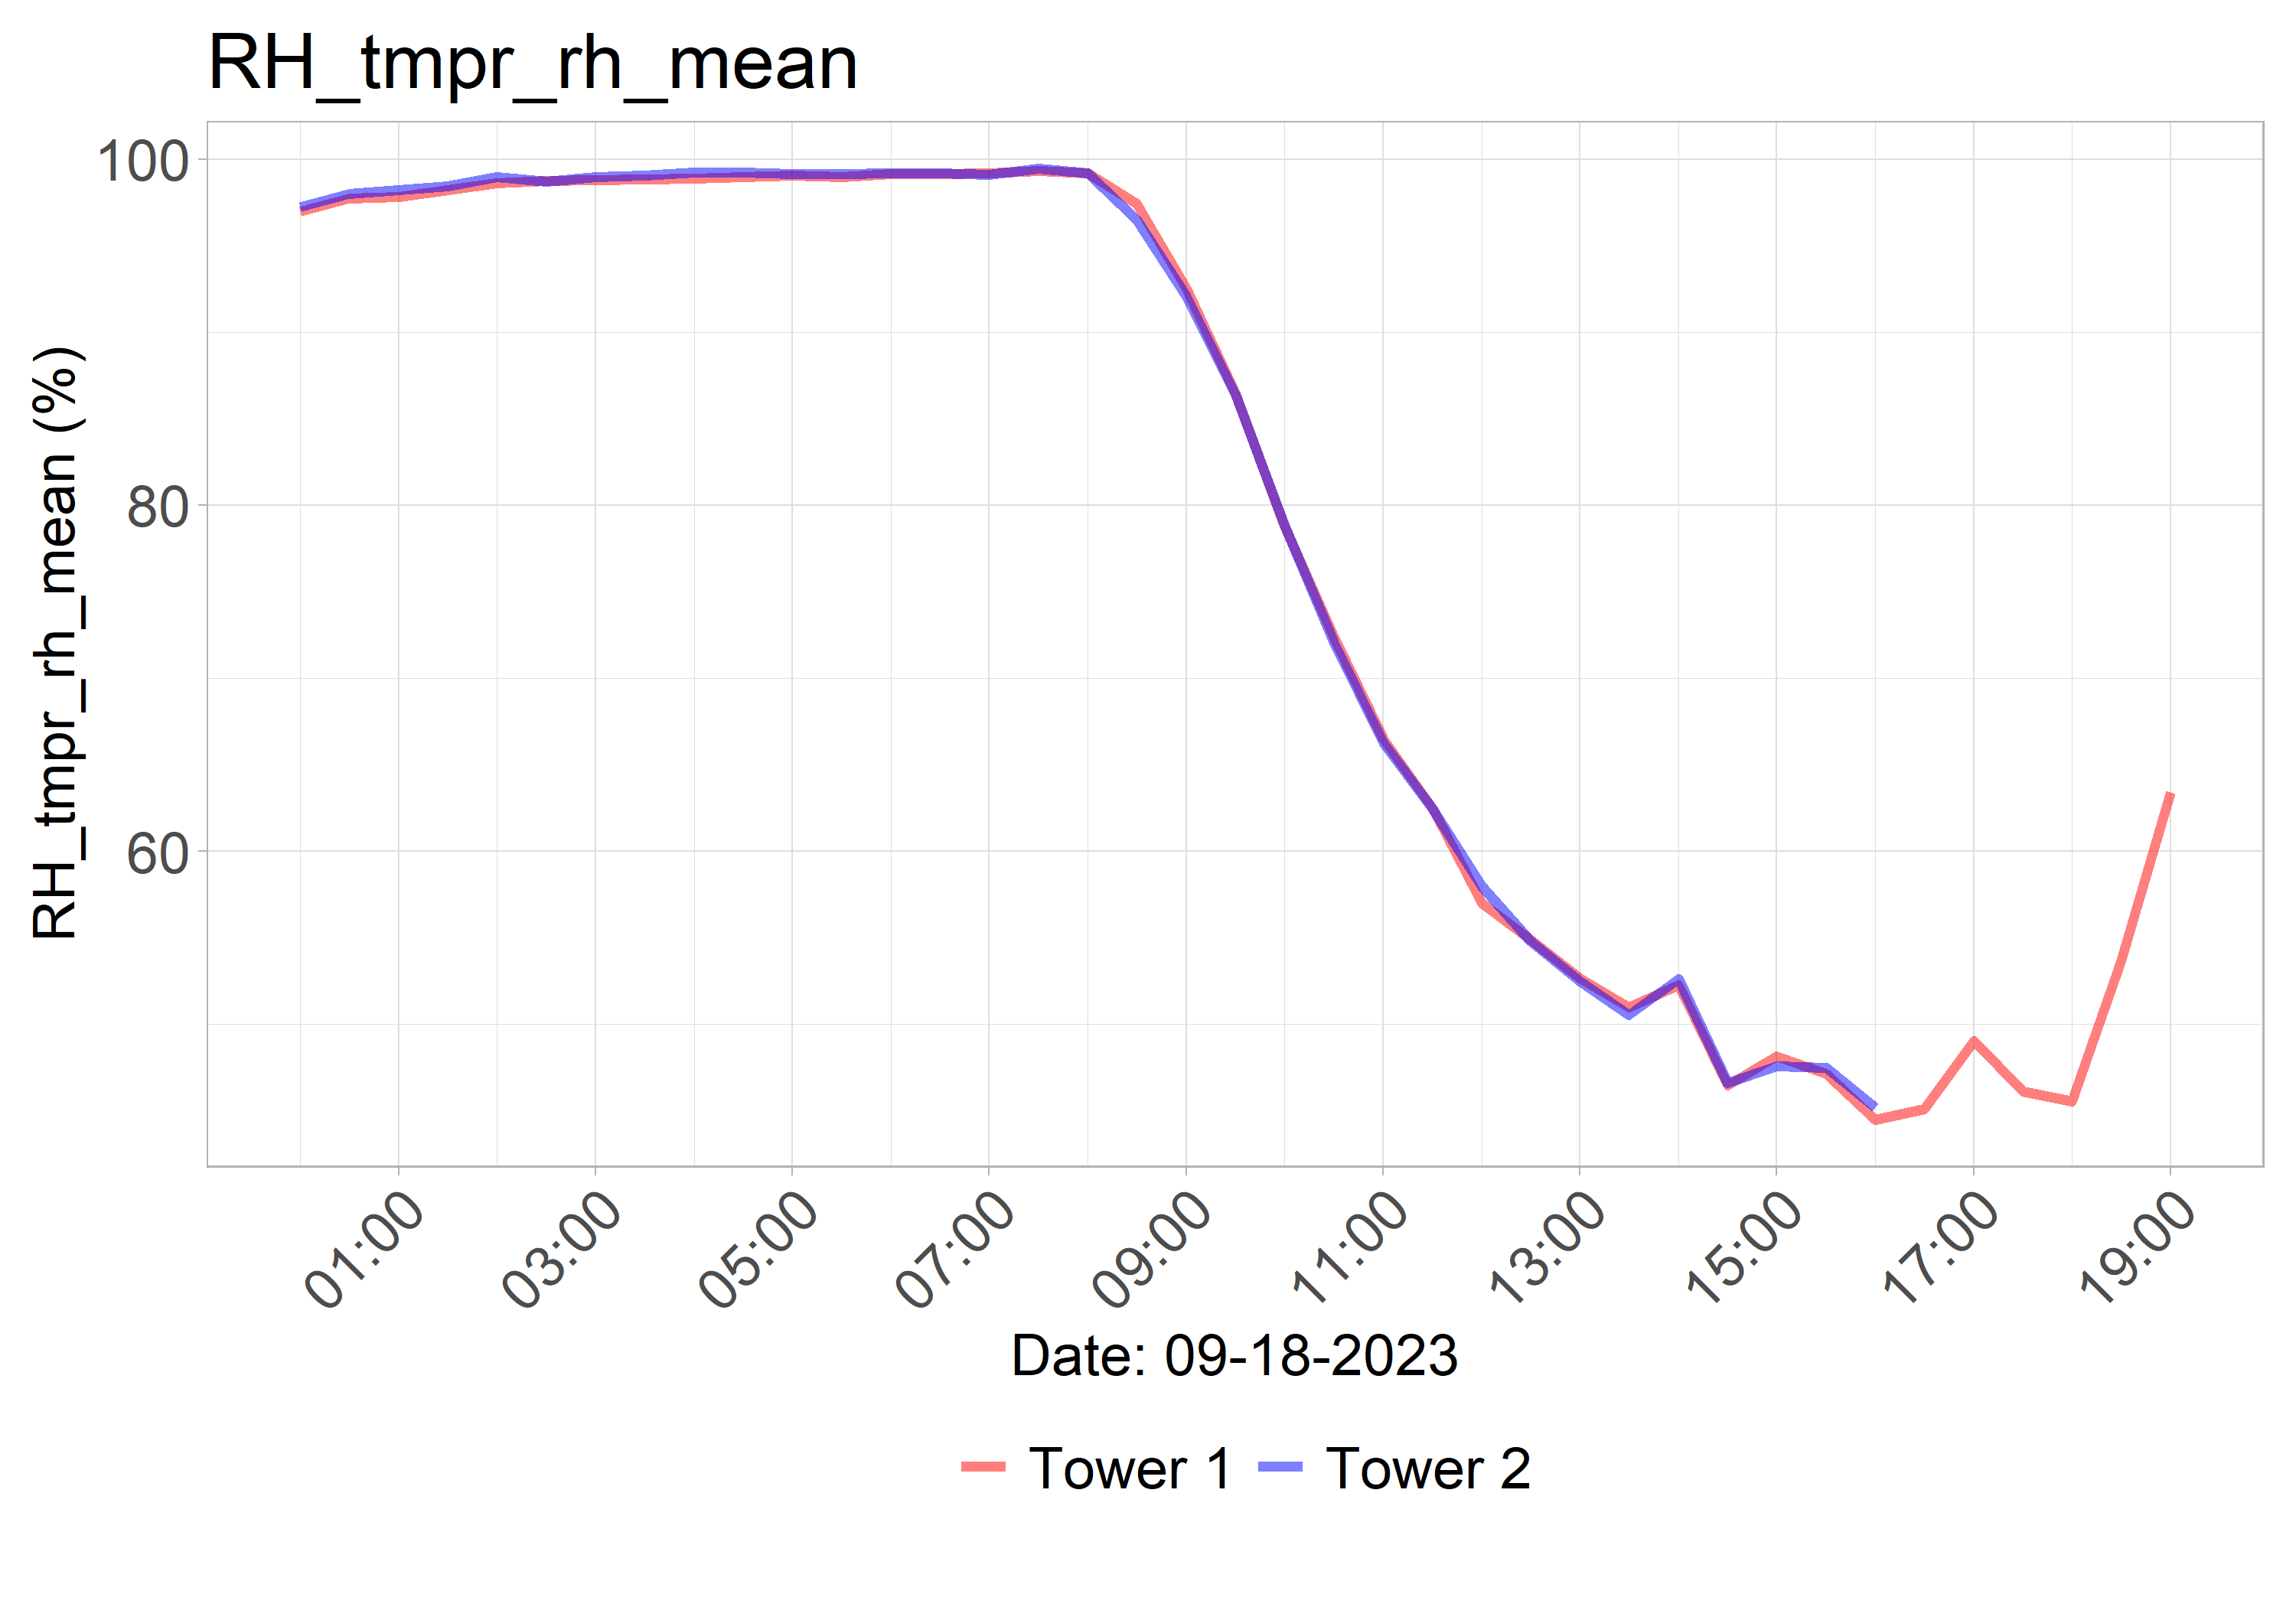 RH_tmpr_rh_mean
RH_tmpr_rh_mean (%)
100
80
60
01:00
03:00
05:00
07:00
09:00
11:00
13:00
15:00
17:00
19:00
Date: 09-18-2023
Tower 1
Tower 2